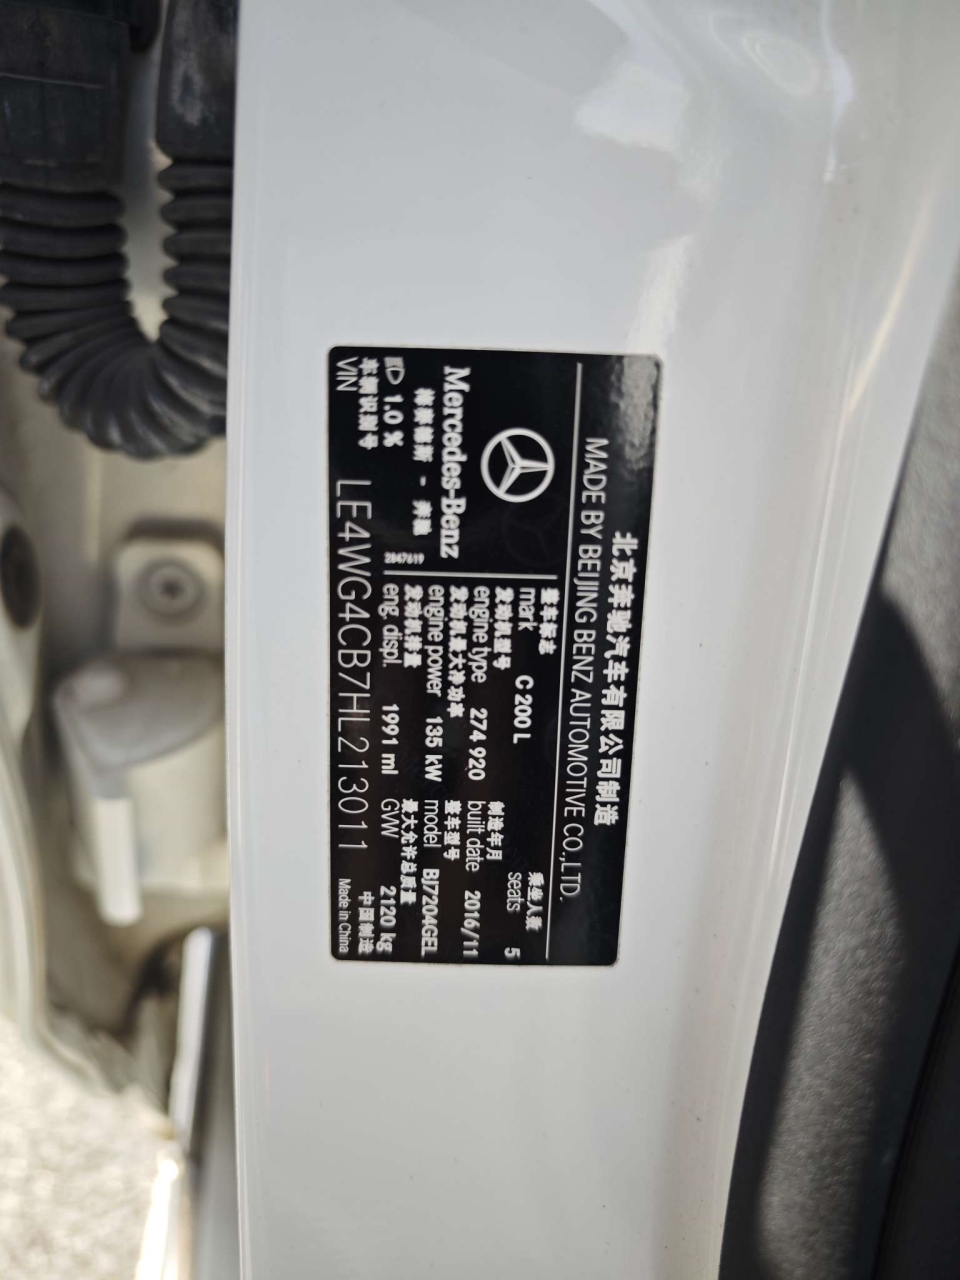 北京奔驰汽车有限公司制造
MADE BY BEIJING BENZ AUTOMOTIVE CO.,LTD.
整车标志
mark C 200 L
乘坐人数
seats 5
发动机型号
engine type 274 920
制造年月
built date 2016/11
Mercedes-Benz
发动机最大净功率
engine power 135 kW
整车型号
model BJ7204GEL
梅赛德斯 - 奔驰
2847619
发动机排量
eng. displ. 1991 ml
最大允许总质量
GVW 2120 kg
1.0 %
车辆识别号
VIN LE4WG4CB7HL213011
中国制造
Made in China